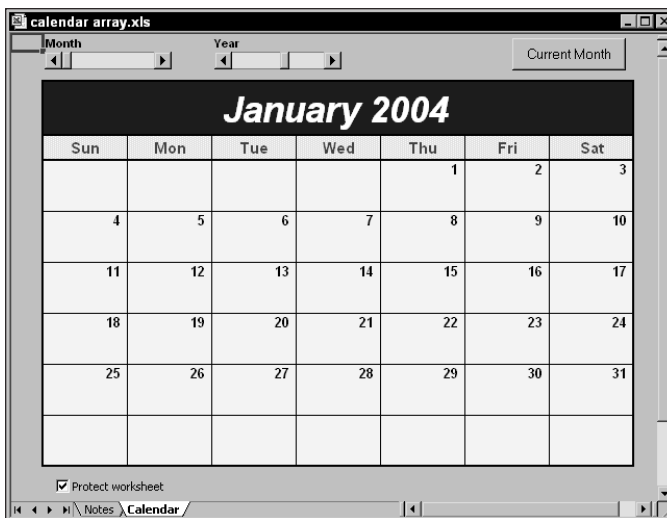 calendar array.xls
Month Year
Current Month
January 2004
Sun Mon Tue Wed Thu Fri Sat
1 2 3
4 5 6 7 8 9 10
11 12 13 14 15 16 17
18 19 20 21 22 23 24
25 26 27 28 29 30 31
Protect worksheet
Notes Calendar